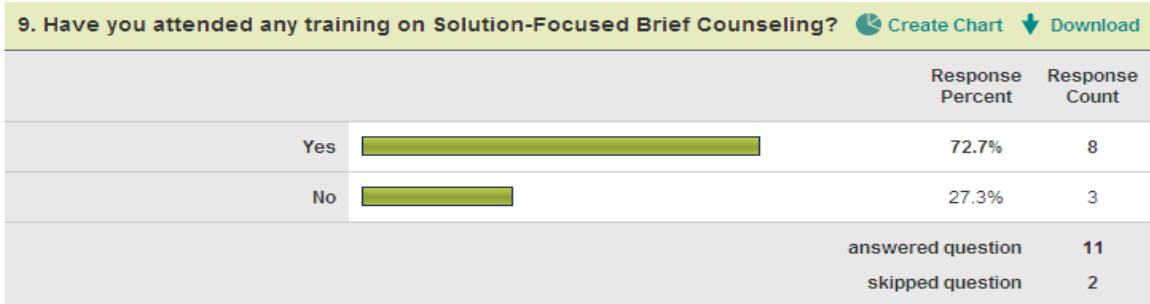 9. Have you attended any training on Solution-Focused Brief Counseling? Create Chart Download
Response Percent Response Count
Yes 72.7% 8
No 27.3% 3
answered question 11
skipped question 2